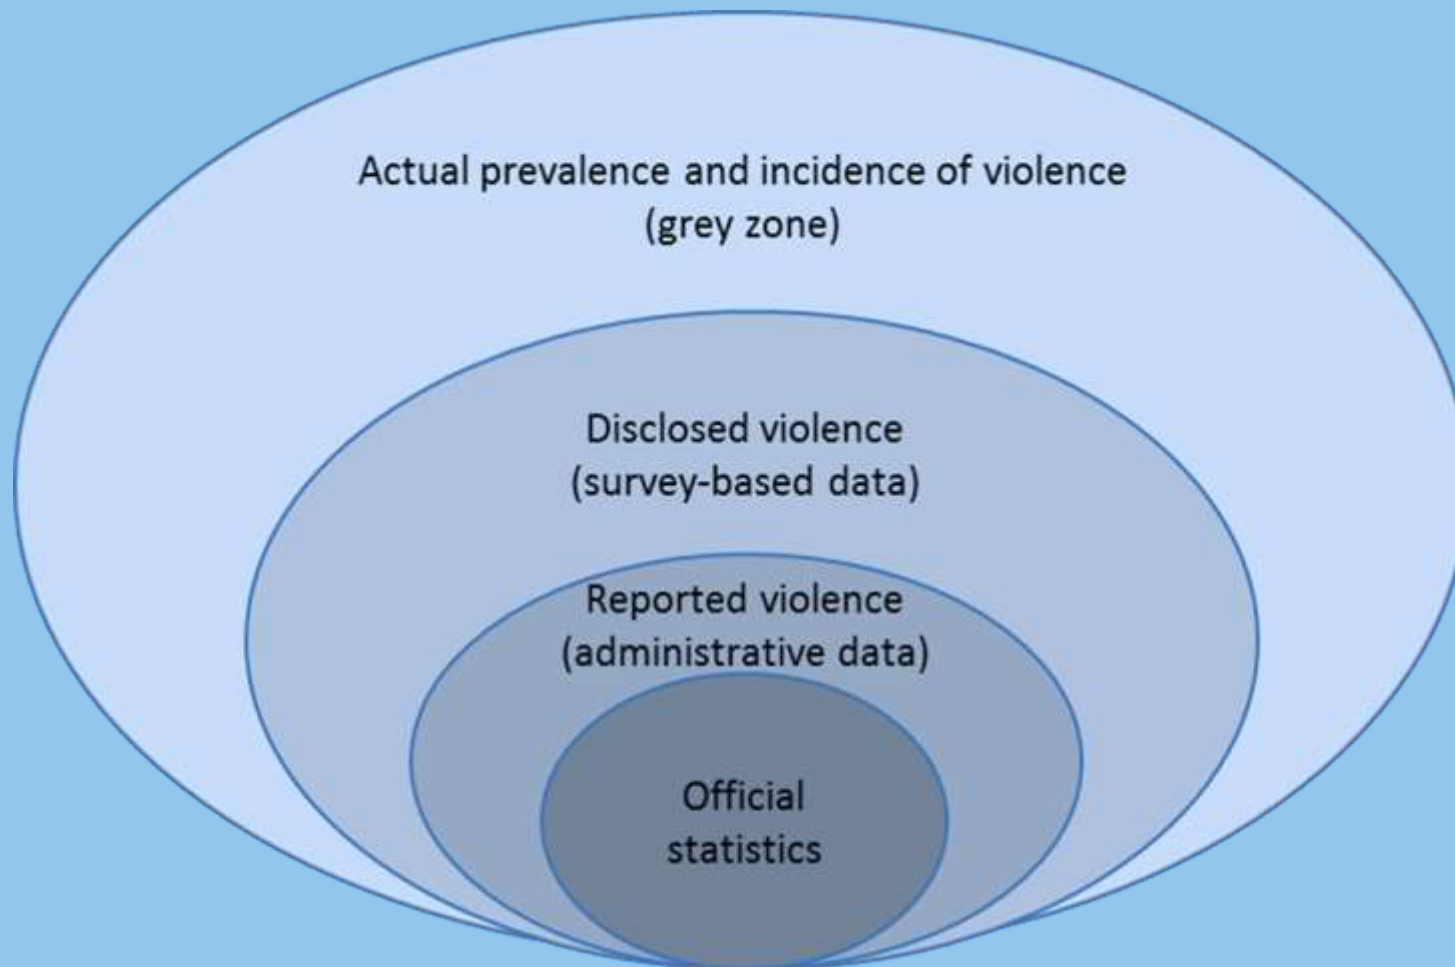 Actual prevalence and incidence of violence
(grey zone)
Disclosed violence
(survey-based data)
Reported violence
(administrative data)
Official
statistics